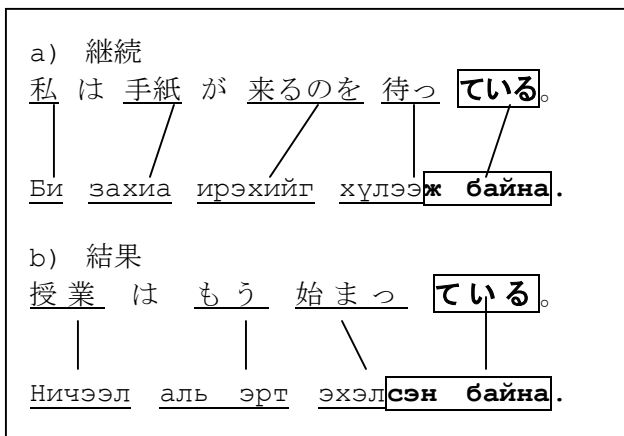 a) 継続
私 は 手紙 が 来るのを 待っ ている。
Би захиа ирэхийг хүлээж байна.
b) 結果
授業 は もう 始まっ ている。
Ничээл аль эрт эхэлсэн байна.